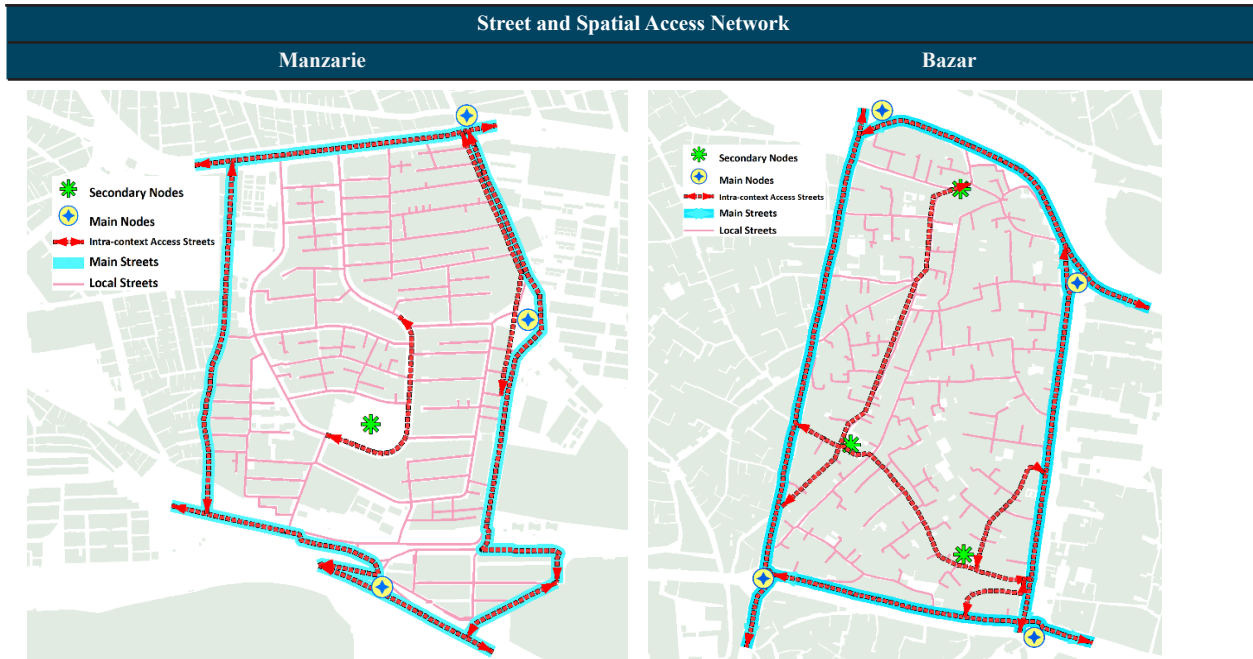 Street and Spatial Access Network
Manzarie
Bazar
Secondary Nodes
Main Nodes
Intra-context Access Streets
Main Streets
Local Streets
Secondary Nodes
Main Nodes
Intra-context Access Streets
Main Streets
Local Streets